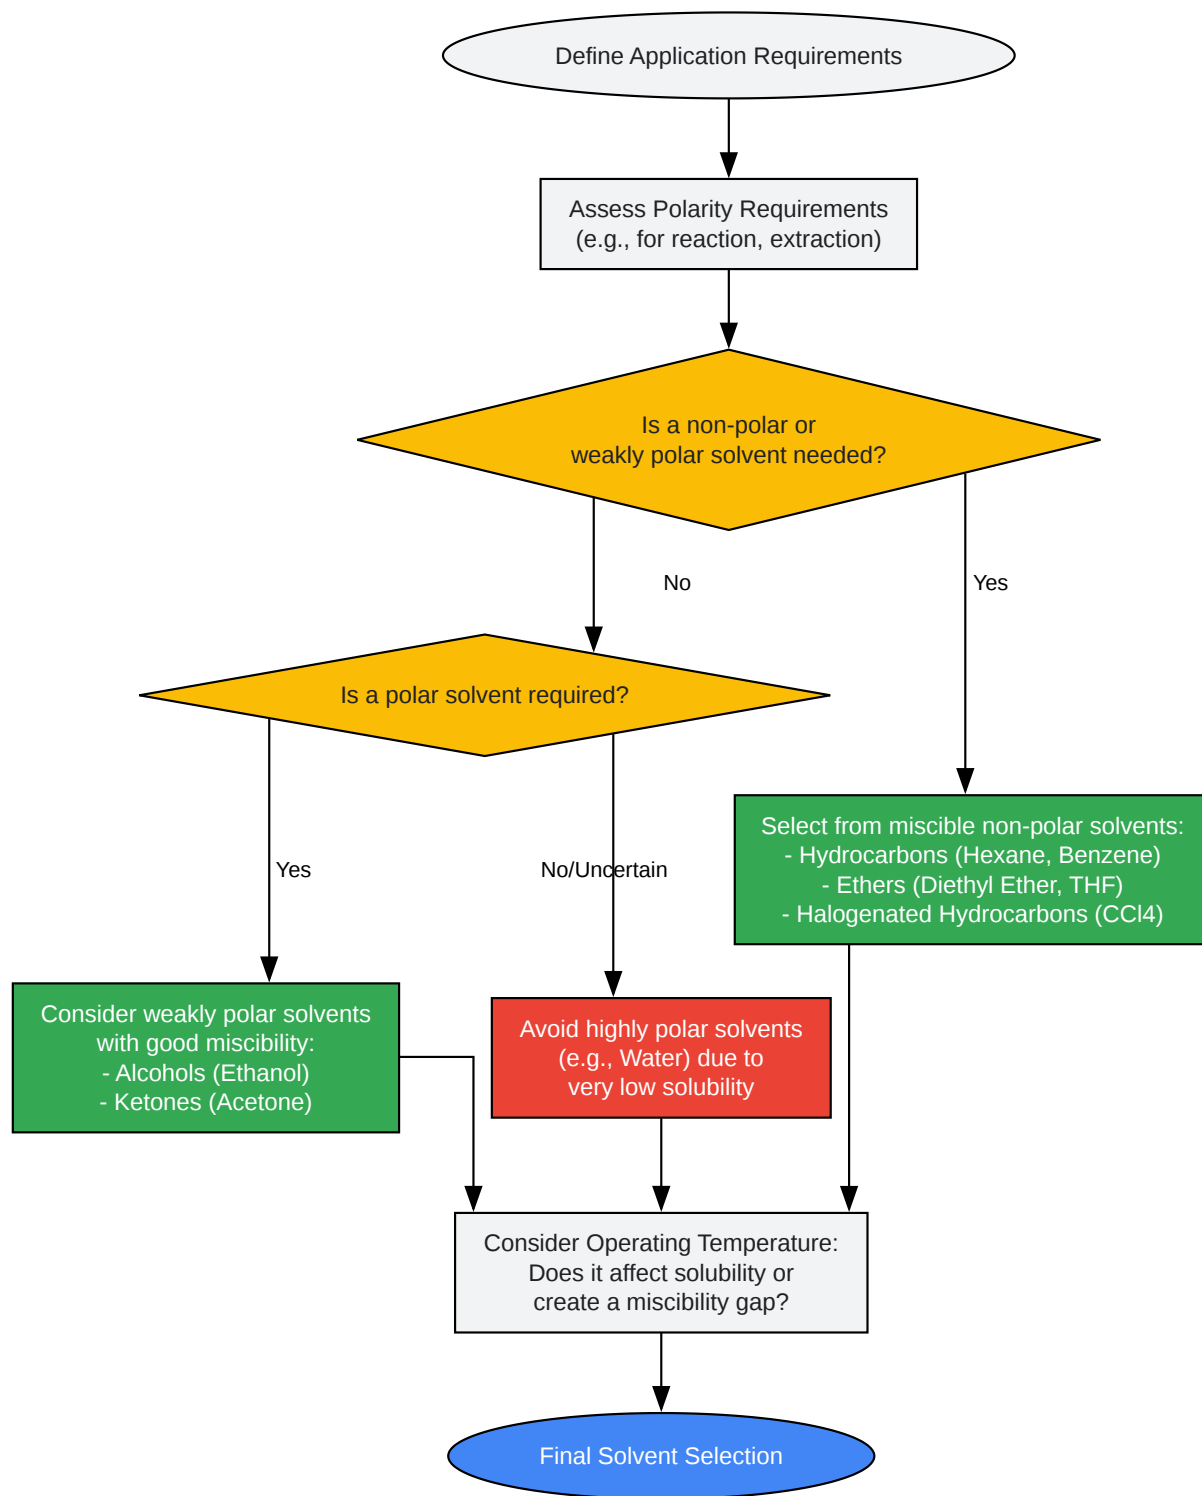 Define Application Requirements
Assess Polarity Requirements
(e.g., for reaction, extraction)
Is a non-polar or
weakly polar solvent needed?
No
Yes
Is a polar solvent required?
Yes
No/Uncertain
Select from miscible non-polar solvents:
- Hydrocarbons (Hexane, Benzene)
- Ethers (Diethyl Ether, THF)
- Halogenated Hydrocarbons (CCl4)
Consider weakly polar solvents
with good miscibility:
- Alcohols (Ethanol)
- Ketones (Acetone)
Avoid highly polar solvents
(e.g., Water) due to
very low solubility
Consider Operating Temperature:
Does it affect solubility or
create a miscibility gap?
Final Solvent Selection